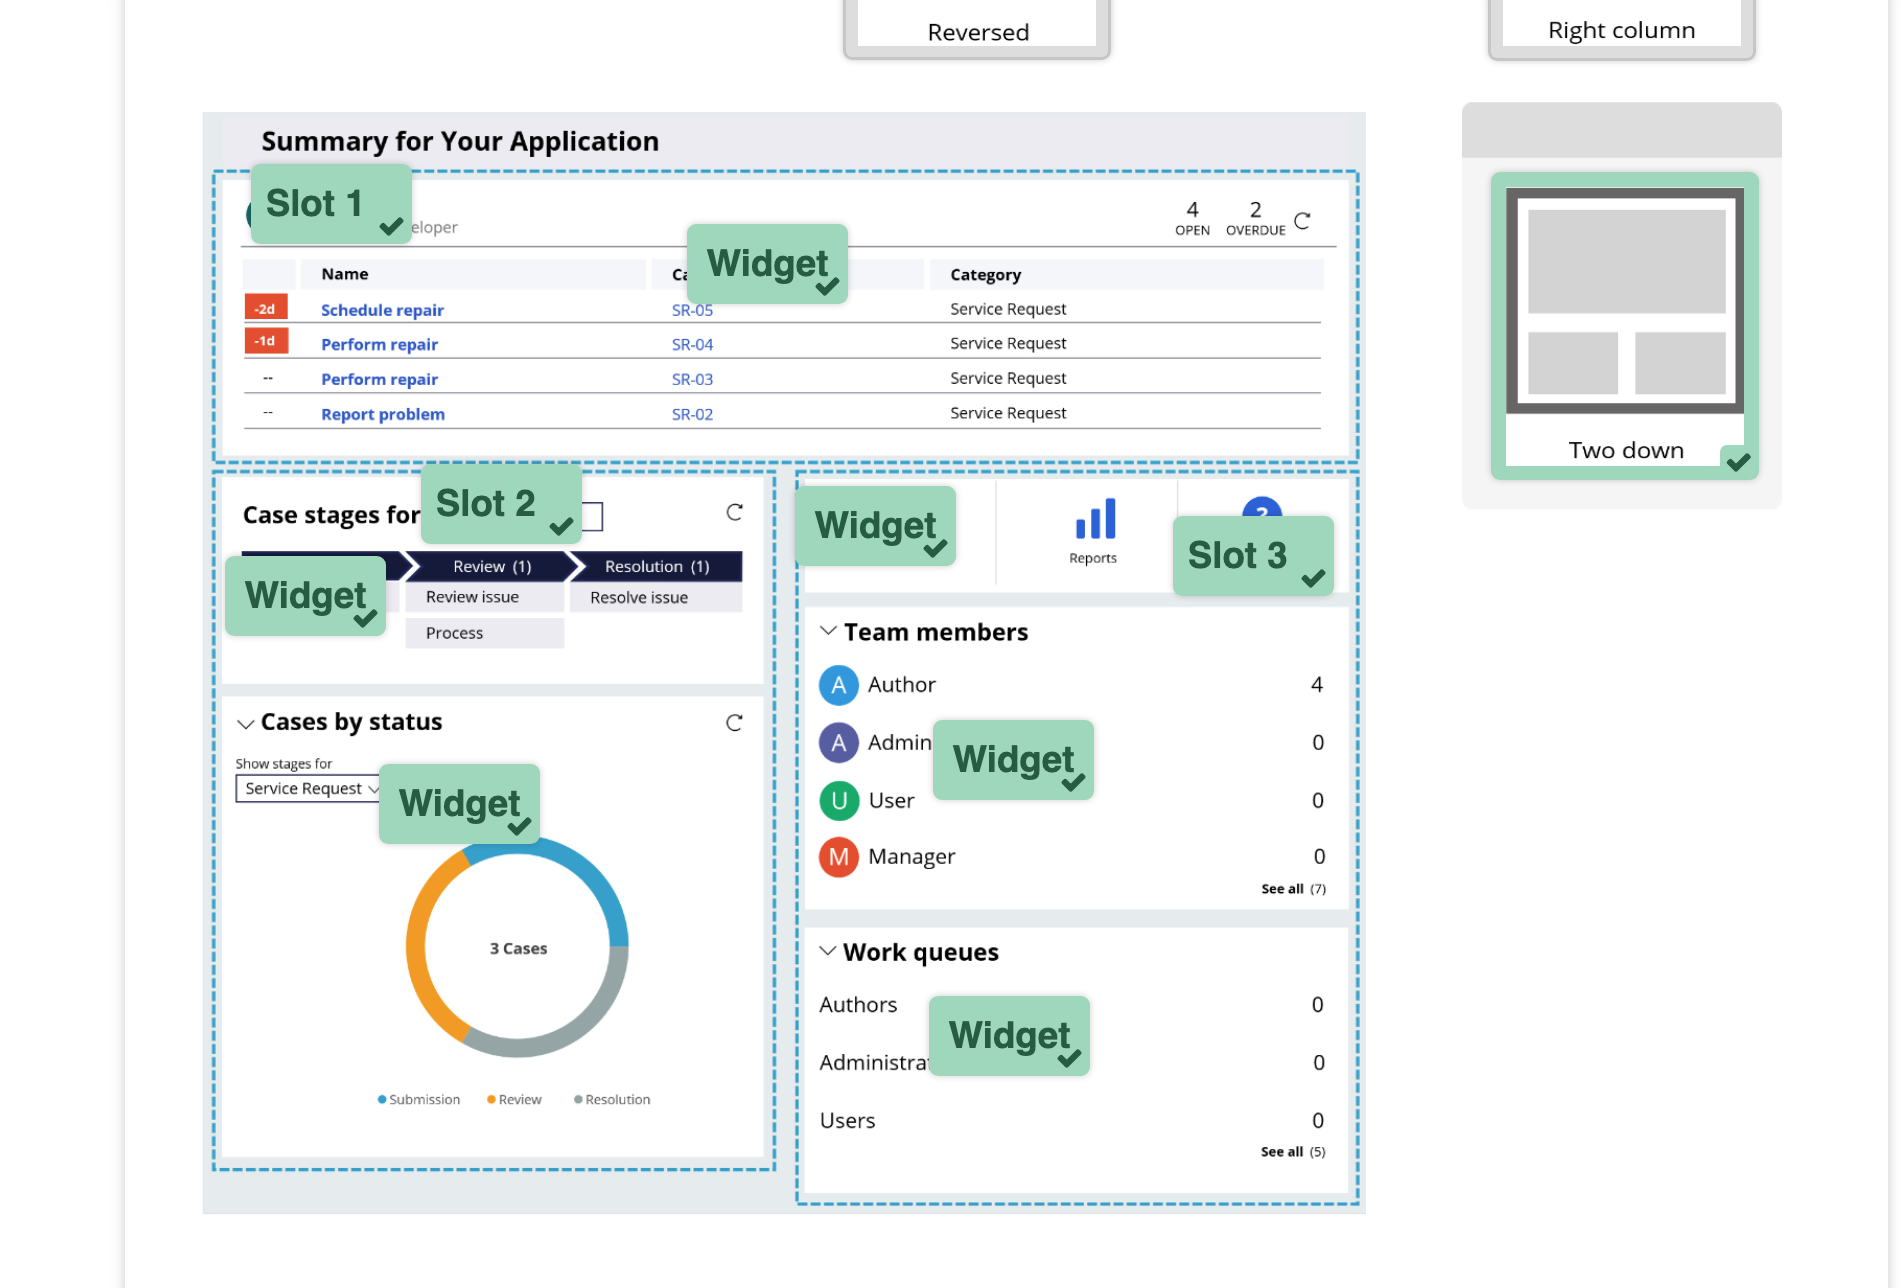 Reversed
Right column
Summary for Your Application
Slot 1
eloper
4
OPEN
2
OVERDUE
Widget
Name
Ca
Category
-2d
Schedule repair
SR-05
Service Request
-1d
Perform repair
SR-04
Service Request
--
Perform repair
SR-03
Service Request
--
Report problem
SR-02
Service Request
Two down
Case stages for
Slot 2
Widget
Review (1)
Resolution (1)
Review issue
Resolve issue
Process
Cases by status
Show stages for
Service Request
Widget
3 Cases
Submission
Review
Resolution
Widget
Reports
?
Slot 3
Team members
A
Author
4
A
Admin
0
Widget
U
User
0
M
Manager
0
See all (7)
Work queues
Authors
0
Widget
Administra
0
Users
0
See all (5)